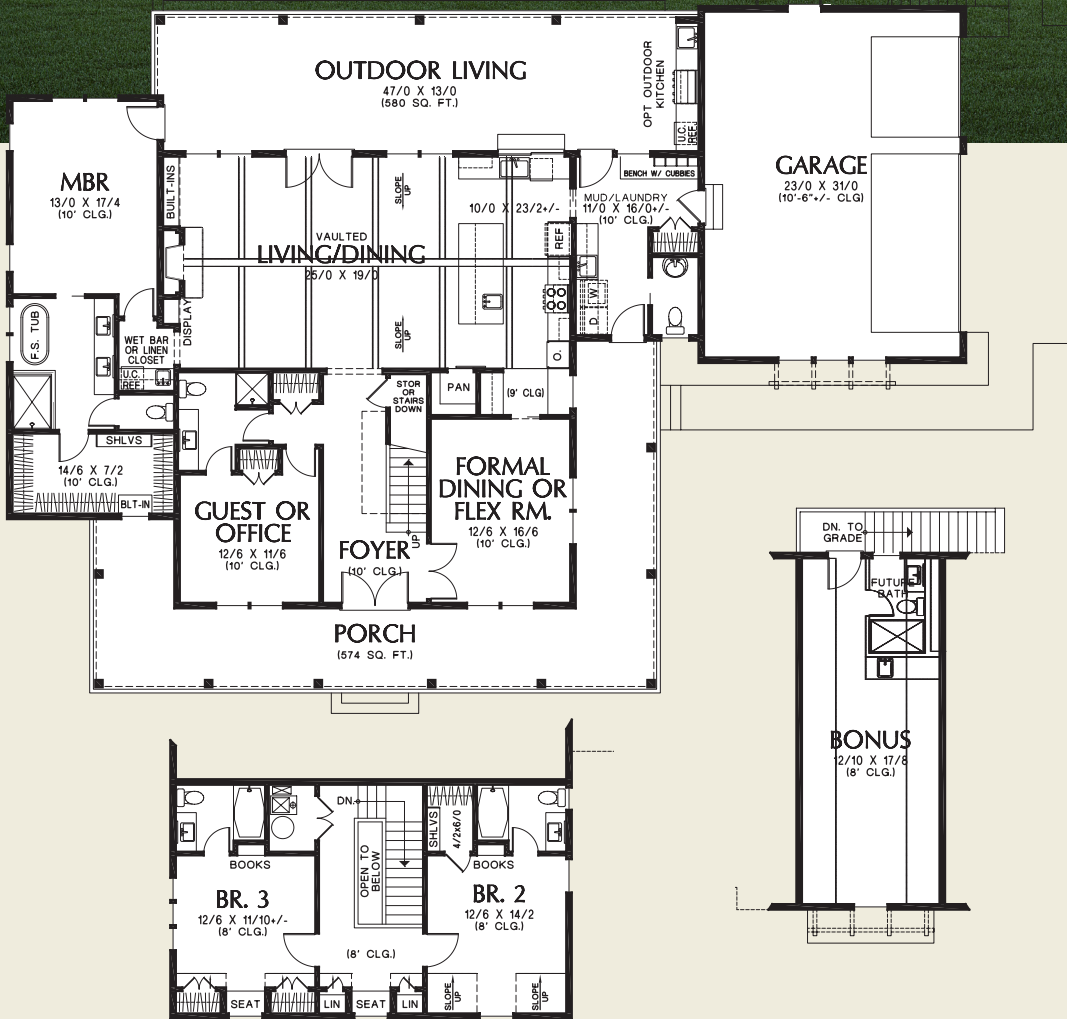 OUTDOOR LIVING
47/0 X 13/0
(580 SQ. FT.)
OPT OUTDOOR
KITCHEN
U.C.
REF.
GARAGE
23/0 X 31/0
(10'-6"+/- CLG)
MBR
13/0 X 17/4
(10' CLG.)
BUILT-INS
SLOPE
UP
BENCH W/ CUBBIES
MUD/LAUNDRY
11/0 X 16/0+/-
(10' CLG.)
10/0 X 23/2+/-
VAULTED
LIVING/DINING
25/0 X 19/0
REF
W
D
O.
DISPLAY
SLOPE
UP
F.S. TUB
WET BAR
OR LINEN
CLOSET
U.C.
REF.
STOR
OR
STAIRS
DOWN
PAN
(9' CLG)
SHLVS
14/6 X 7/2
(10' CLG.)
BLT-IN
GUEST OR
OFFICE
12/6 X 11/6
(10' CLG.)
FORMAL
DINING OR
FLEX RM.
12/6 X 16/6
(10' CLG.)
UP
FOYER
(10' CLG.)
PORCH
(574 SQ. FT.)
DN. TO
GRADE
FUTURE
BATH
BONUS
12/10 X 17/8
(8' CLG.)
DN.
SHLVS
4/2x6/0
BOOKS
OPEN TO
BELOW
BOOKS
BR. 3
12/6 X 11/10+/-
(8' CLG.)
BR. 2
12/6 X 14/2
(8' CLG.)
(8' CLG.)
SEAT
LIN
SEAT
LIN
SLOPE
UP
SLOPE
UP